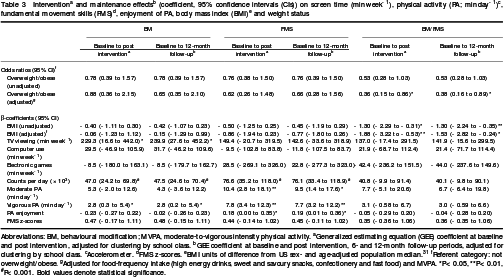 Table 3 Intervention^a and maintenance effects^b (coefficient, 95% confidence intervals (CIs)) on screen time (min week⁻¹), physical activity (PA; min day⁻¹)^c, fundamental movement skills (FMS)^d, enjoyment of PA, body mass index (BMI)^e and weight status
BM FMS BM/FMS
Baseline to post intervention^a Baseline to 12-month follow-up^b Baseline to post intervention^a Baseline to 12-month follow-up^b Baseline to post intervention^a Baseline to 12-month follow-up^b
Odds ratios (95% CI)^f
Overweight/obese (unadjusted) 0.78 (0.39 to 1.57) 0.78 (0.39 to 1.57) 0.76 (0.38 to 1.50) 0.76 (0.39 to 1.50) 0.53 (0.28 to 1.03) 0.53 (0.28 to 1.03)
Overweight/obese (adjusted)^g 0.88 (0.36 to 2.15) 0.65 (0.35 to 2.10) 0.62 (0.26 to 1.48) 0.66 (0.28 to 1.56) 0.36 (0.15 to 0.86)* 0.38 (0.16 to 0.89)*
β-coefficients (95% CI)
BMI (unadjusted) -0.40 (-1.11 to 0.30) -0.42 (-1.07 to 0.23) -0.50 (-1.25 to 0.25) -0.45 (-1.19 to 0.29) -1.30 (-2.29 to -0.31)* -1.30 (-2.24 to -0.35)**
BMI (adjusted)^f -0.06 (-1.23 to 1.12) -0.15 (-1.29 to 0.99) -0.86 (-1.94 to 0.23) -0.77 (-1.80 to 0.26) -1.88 (-3.22 to -0.53)** -1.53 (-2.82 to -0.24)*
TV viewing (min week⁻¹) 229.3 (16.6 to 442.0)* 239.9 (27.6 to 452.2)* 149.4 (-20.7 to 319.5) 142.6 (-33.6 to 318.9) 137.0 (-17.4 to 291.5) 141.9 (-15.6 to 299.5)
Computer use (min week⁻¹) 29.5 (-46.9 to 105.9) 31.7 (-46.2 to 109.6) -9.5 (-102.8 to 83.8) -11.8 (-107.5 to 83.7) 21.9 (-68.7 to 112.4) 21.4 (-71.7 to 114.4)
Electronic games (min week⁻¹) -8.5 (-180.0 to 163.1) -8.5 (-179.7 to 162.7) 28.5 (-269.1 to 326.0) 22.8 (-277.3 to 323.0) 42.4 (-236.2 to 151.5) -44.0 (-237.6 to 149.6)
Counts per day (×10³) 47.0 (24.2 to 69.8)^# 47.5 (24.6 to 70.4)^# 76.6 (35.2 to 118.0)^# 76.1 (33.4 to 118.9)^# 40.8 (-9.9 to 91.4) 40.1 (-9.8 to 90.1)
Moderate PA (min day⁻¹) 5.3 (-2.0 to 12.6) 4.3 (-3.6 to 12.2) 10.4 (2.8 to 18.1)** 9.5 (1.4 to 17.6)* 7.7 (-5.1 to 20.6) 6.7 (-6.4 to 19.8)
Vigorous PA (min day⁻¹) 2.8 (0.3 to 5.4)* 2.8 (0.2 to 5.4)* 7.8 (3.4 to 12.3)** 7.7 (3.2 to 12.2)** 3.1 (-0.8 to 7.1) 3.0 (-0.59 to 6.6)
PA enjoyment -0.23 (-0.27 to 0.22) -0.02 (-0.26 to 0.23) 0.18 (0.00 to 0.35)* 0.19 (0.01 to 0.36)* -0.05 (-0.29 to 0.20) -0.04 (-0.28 to 0.20)
FMS z-scores 0.47 (-0.17 to 1.11) 0.48 (-0.15 to 1.11) 0.44 (-0.14 to 1.02) 0.45 (-0.11 to 1.02) 0.35 (-0.36 to 1.06) 0.36 (-0.35 to 1.06)
Abbreviations: BM, behavioural modification; MVPA, moderate-to-vigorous intensity physical activity. ^aGeneralized estimating equation (GEE) coefficient at baseline
and post intervention, adjusted for clustering by school class. ^bGEE coefficient at baseline and post intervention, 6- and 12-month follow-up periods, adjusted for
clustering by school class. ^cAccelerometer. ^dFMS z-scores. ^eBMI units of difference from US sex- and age-adjusted median. ^fReferent category=nil
overweight/obese. ^gAdjusted for food-frequency intake (high energy drinks, sweet and savoury snacks, confectionery and fast food) and MVPA. *P<0.05, **P<0.01,
^#P<0.001. Bold values denote statistical significance.